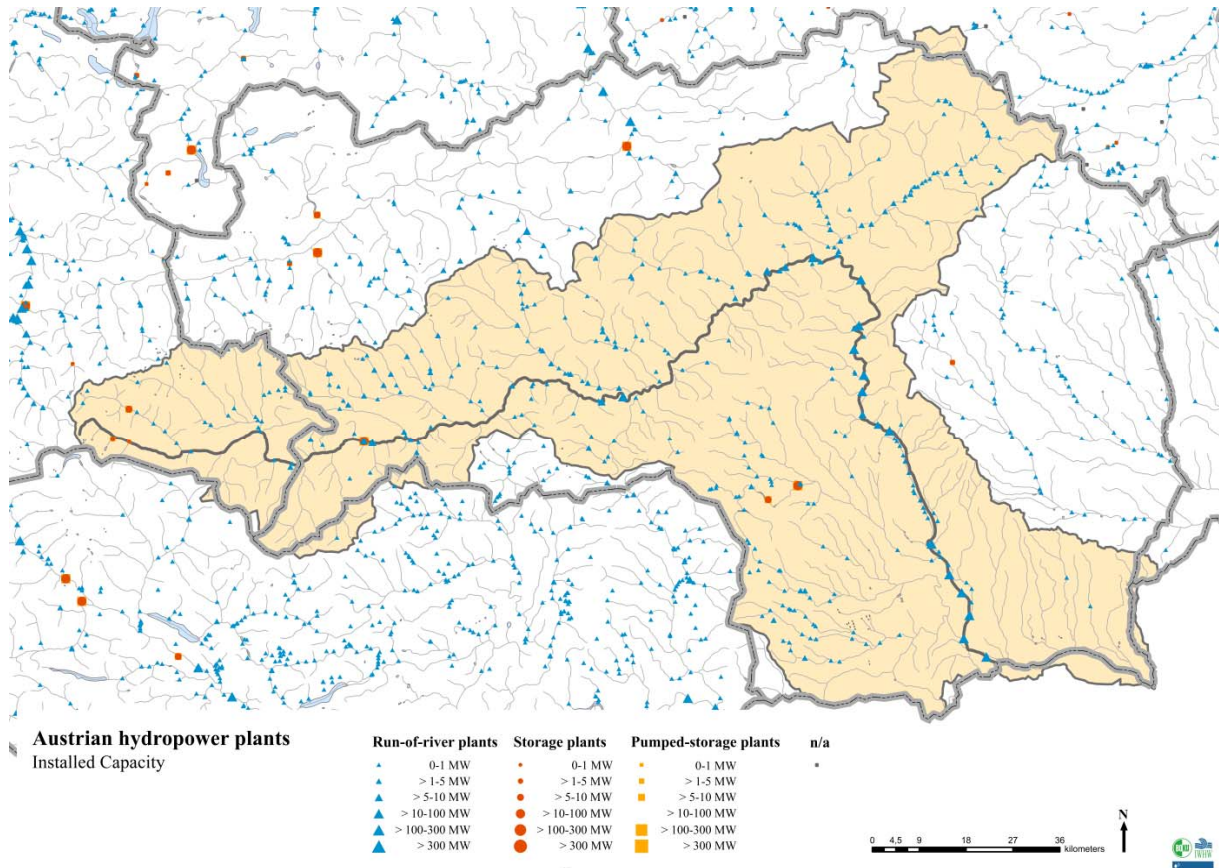 Austrian hydropower plants
Installed Capacity
Run-of-river plants
0-1 MW
> 1-5 MW
> 5-10 MW
> 10-100 MW
> 100-300 MW
> 300 MW
Storage plants
0-1 MW
> 1-5 MW
> 5-10 MW
> 10-100 MW
> 100-300 MW
> 300 MW
Pumped-storage plants
0-1 MW
> 1-5 MW
> 5-10 MW
> 10-100 MW
> 100-300 MW
> 300 MW
n/a
0 4,5 9 18 27 36
kilometers
N